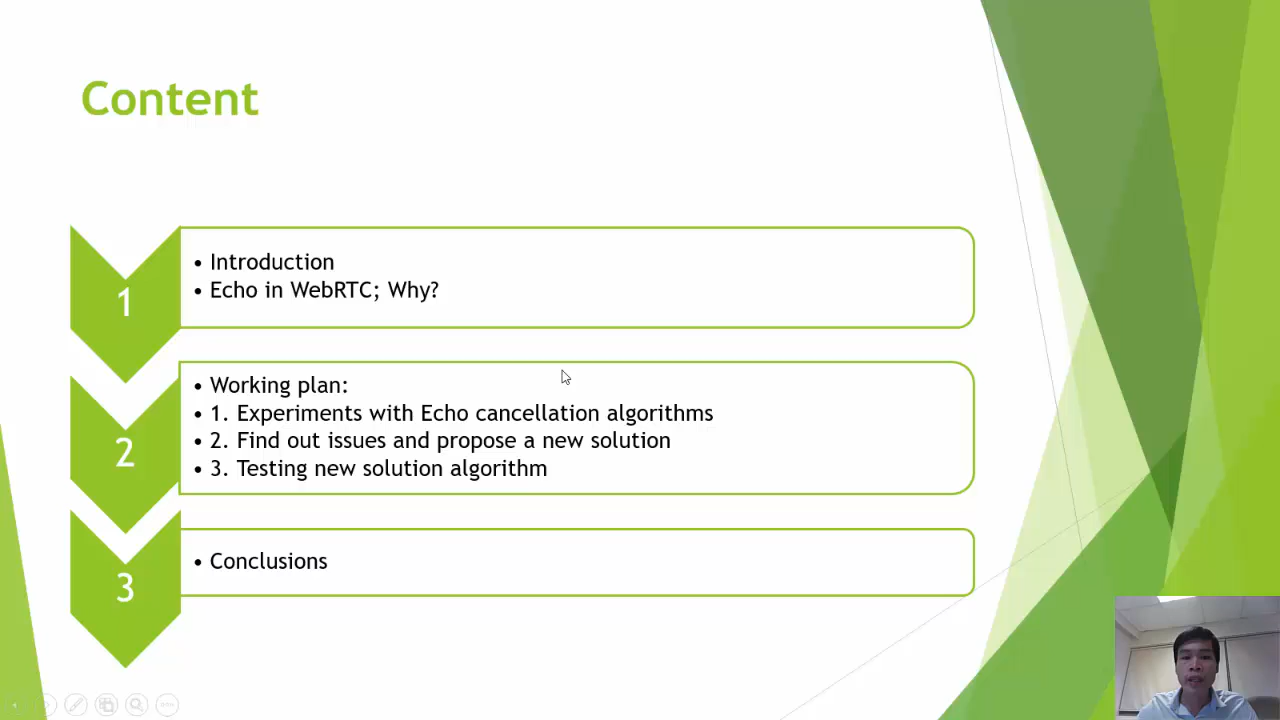 Content
1
• Introduction
• Echo in WebRTC; Why?
2
• Working plan:
• 1. Experiments with Echo cancellation algorithms
• 2. Find out issues and propose a new solution
• 3. Testing new solution algorithm
3
• Conclusions